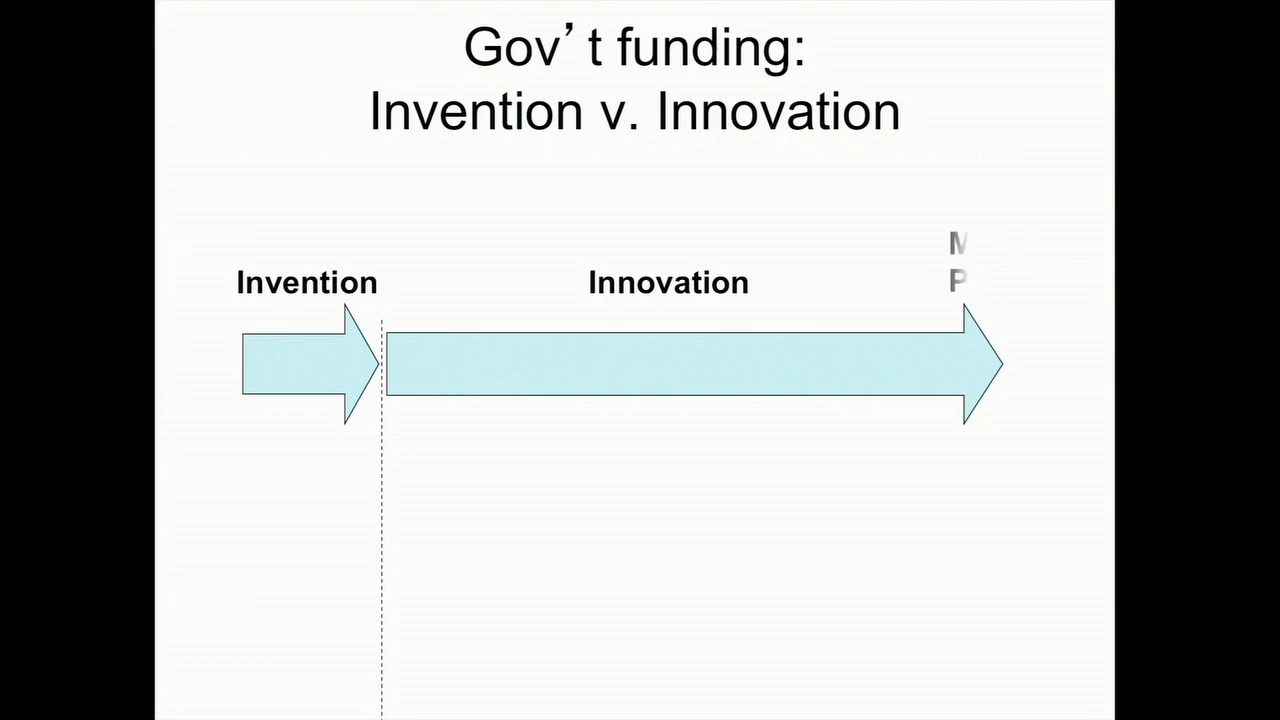 Gov't funding:
Invention v. Innovation
Invention
Innovation
M
P